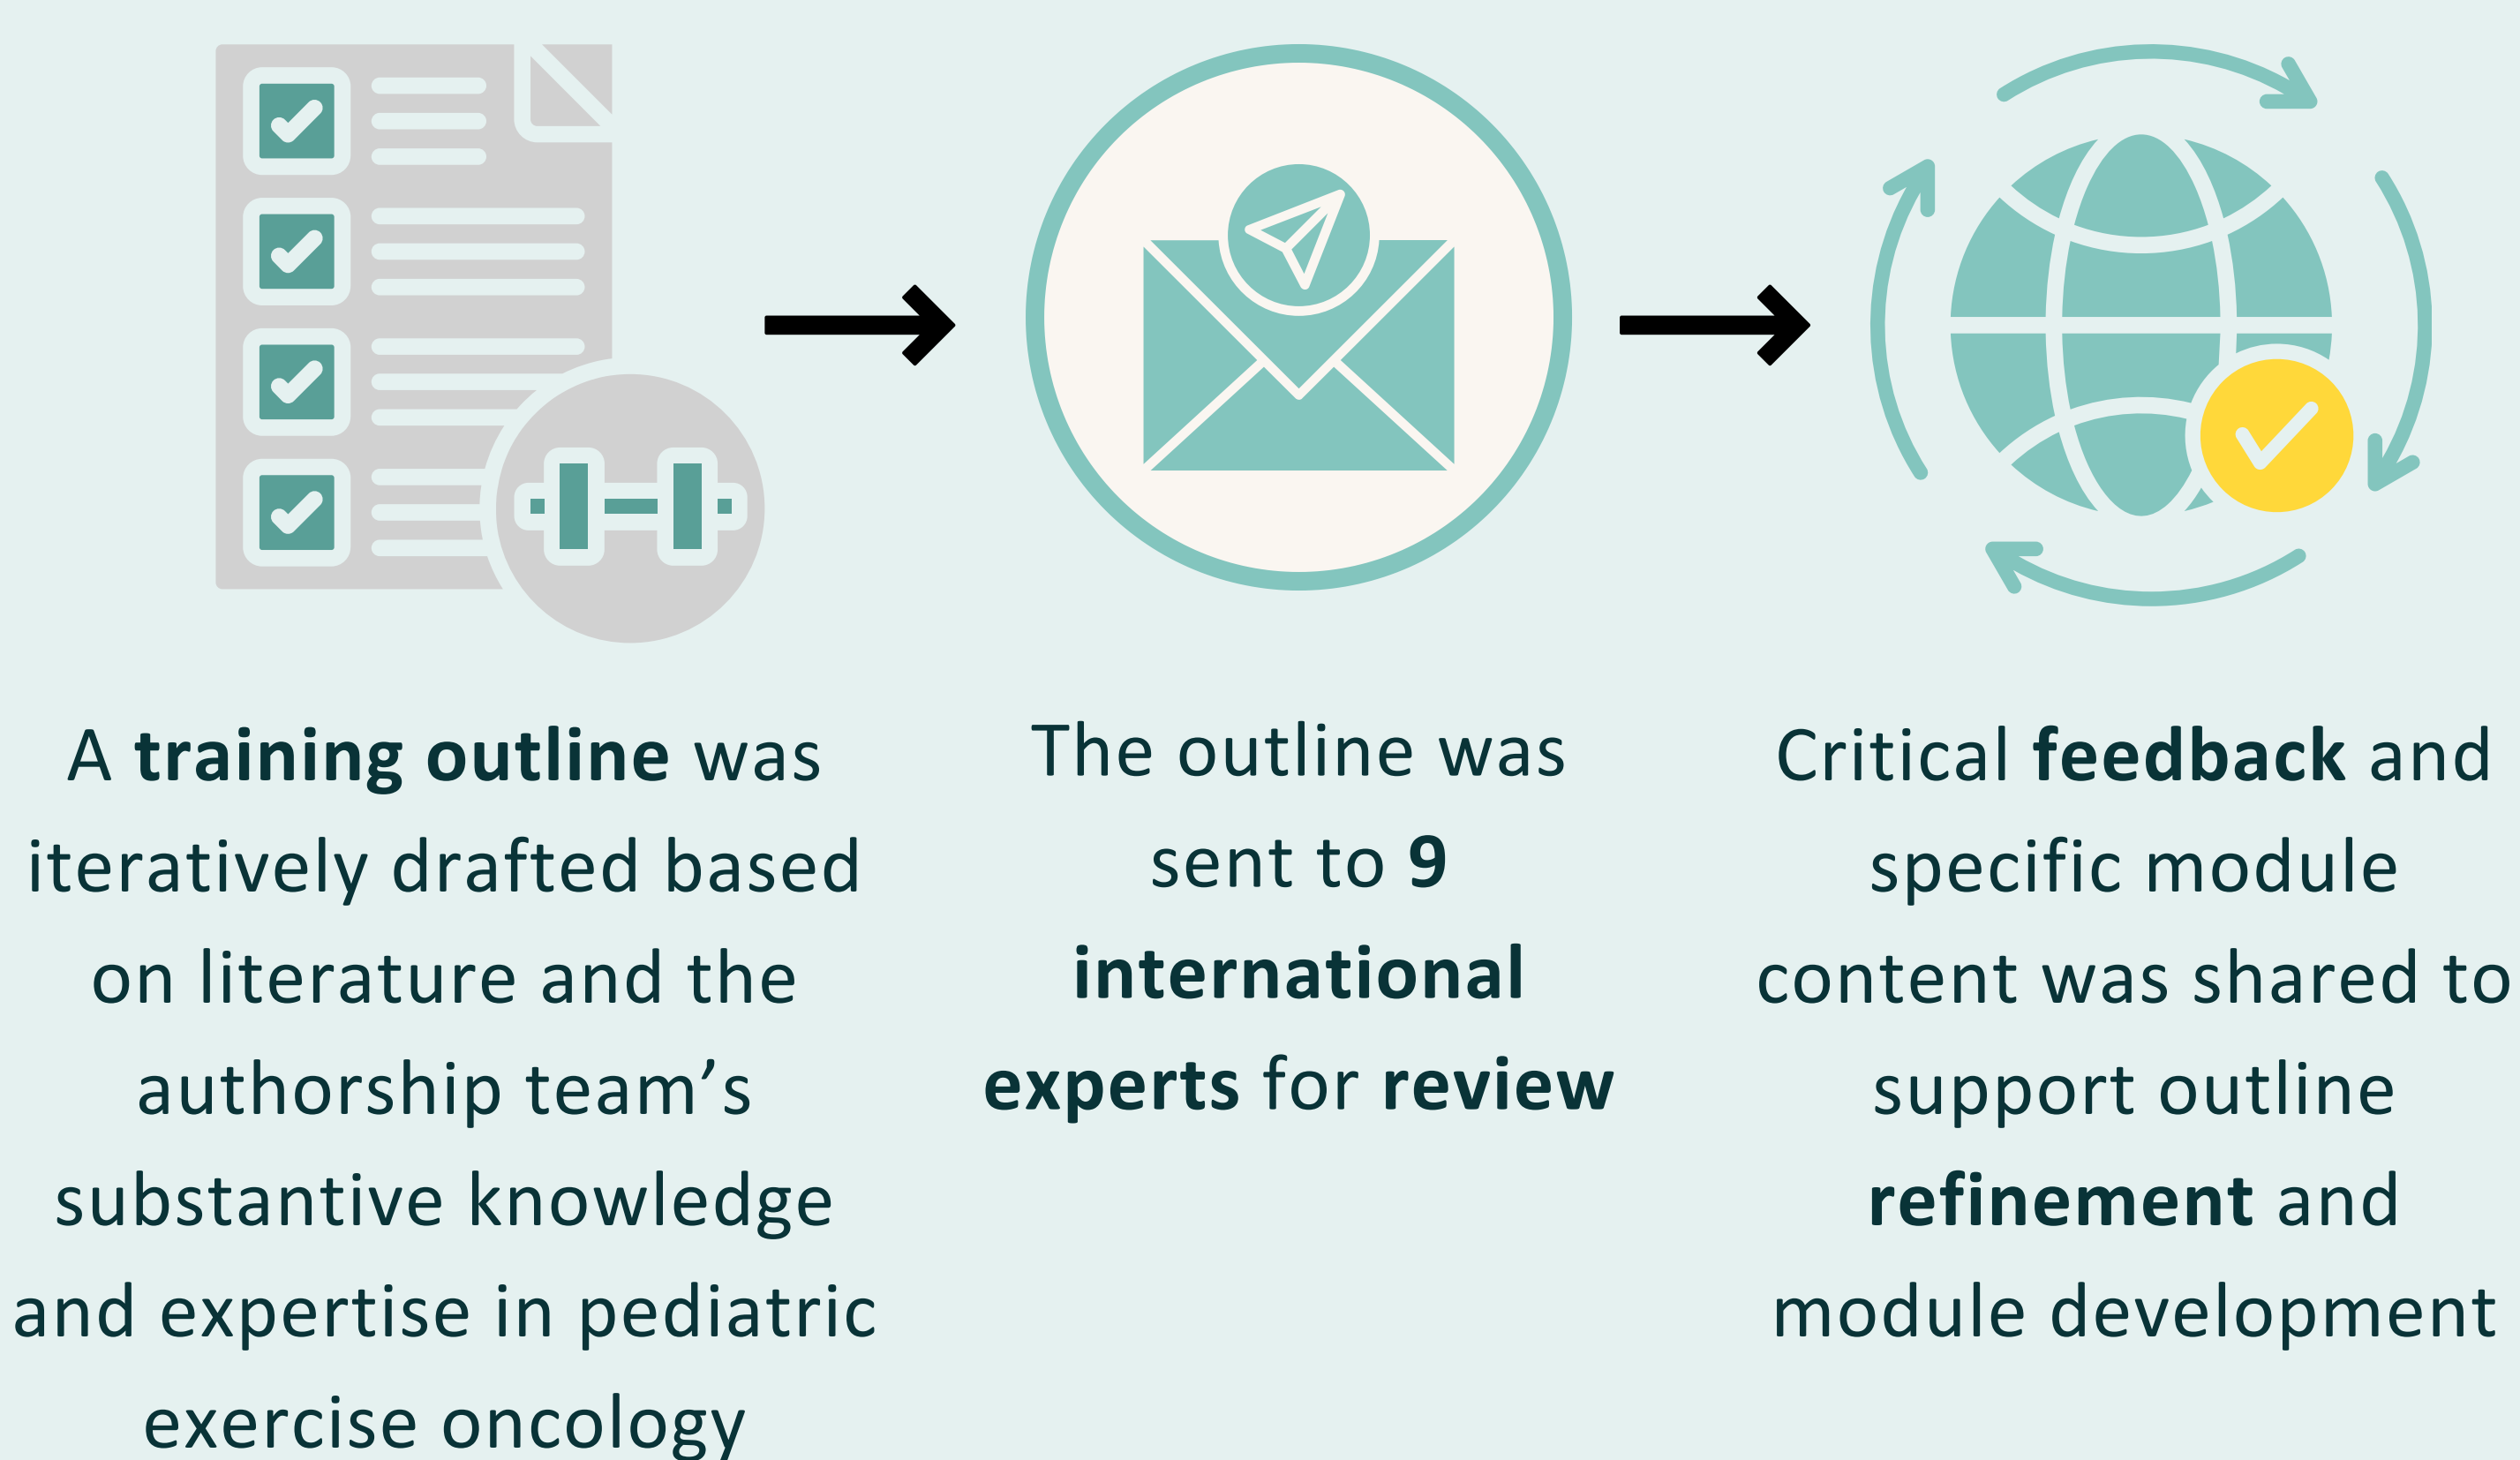 A training outline was
iteratively drafted based
on literature and the
authorship team’s
substantive knowledge
and expertise in pediatric
exercise oncology
The outline was
sent to 9
international
experts for review
Critical feedback and
specific module
content was shared to
support outline
refinement and
module development